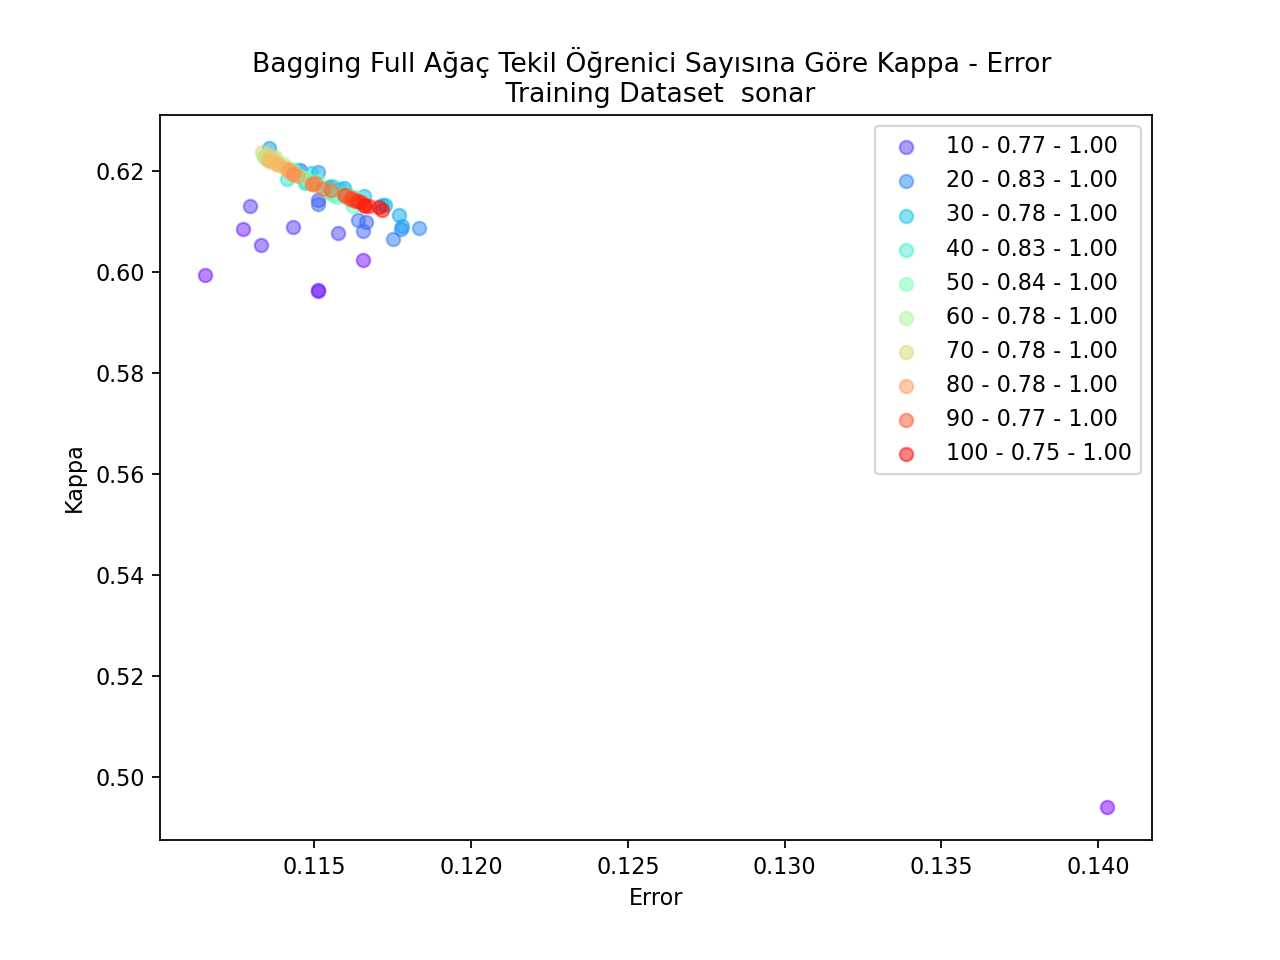 Bagging Full Ağaç Tekil Öğrenici Sayısına Göre Kappa - Error
Training Dataset  sonar
10 - 0.77 - 1.00
20 - 0.83 - 1.00
30 - 0.78 - 1.00
40 - 0.83 - 1.00
50 - 0.84 - 1.00
60 - 0.78 - 1.00
70 - 0.78 - 1.00
80 - 0.78 - 1.00
90 - 0.77 - 1.00
100 - 0.75 - 1.00
Kappa
0.62
0.60
0.58
0.56
0.54
0.52
0.50
0.115 0.120 0.125 0.130 0.135 0.140
Error